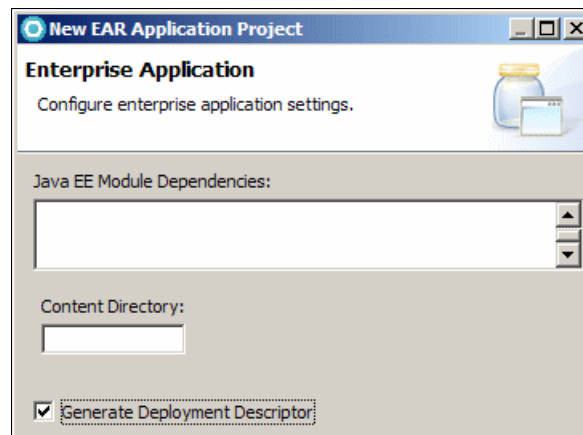 New EAR Application Project
Enterprise Application
Configure enterprise application settings.
Java EE Module Dependencies:
Content Directory:
Generate Deployment Descriptor